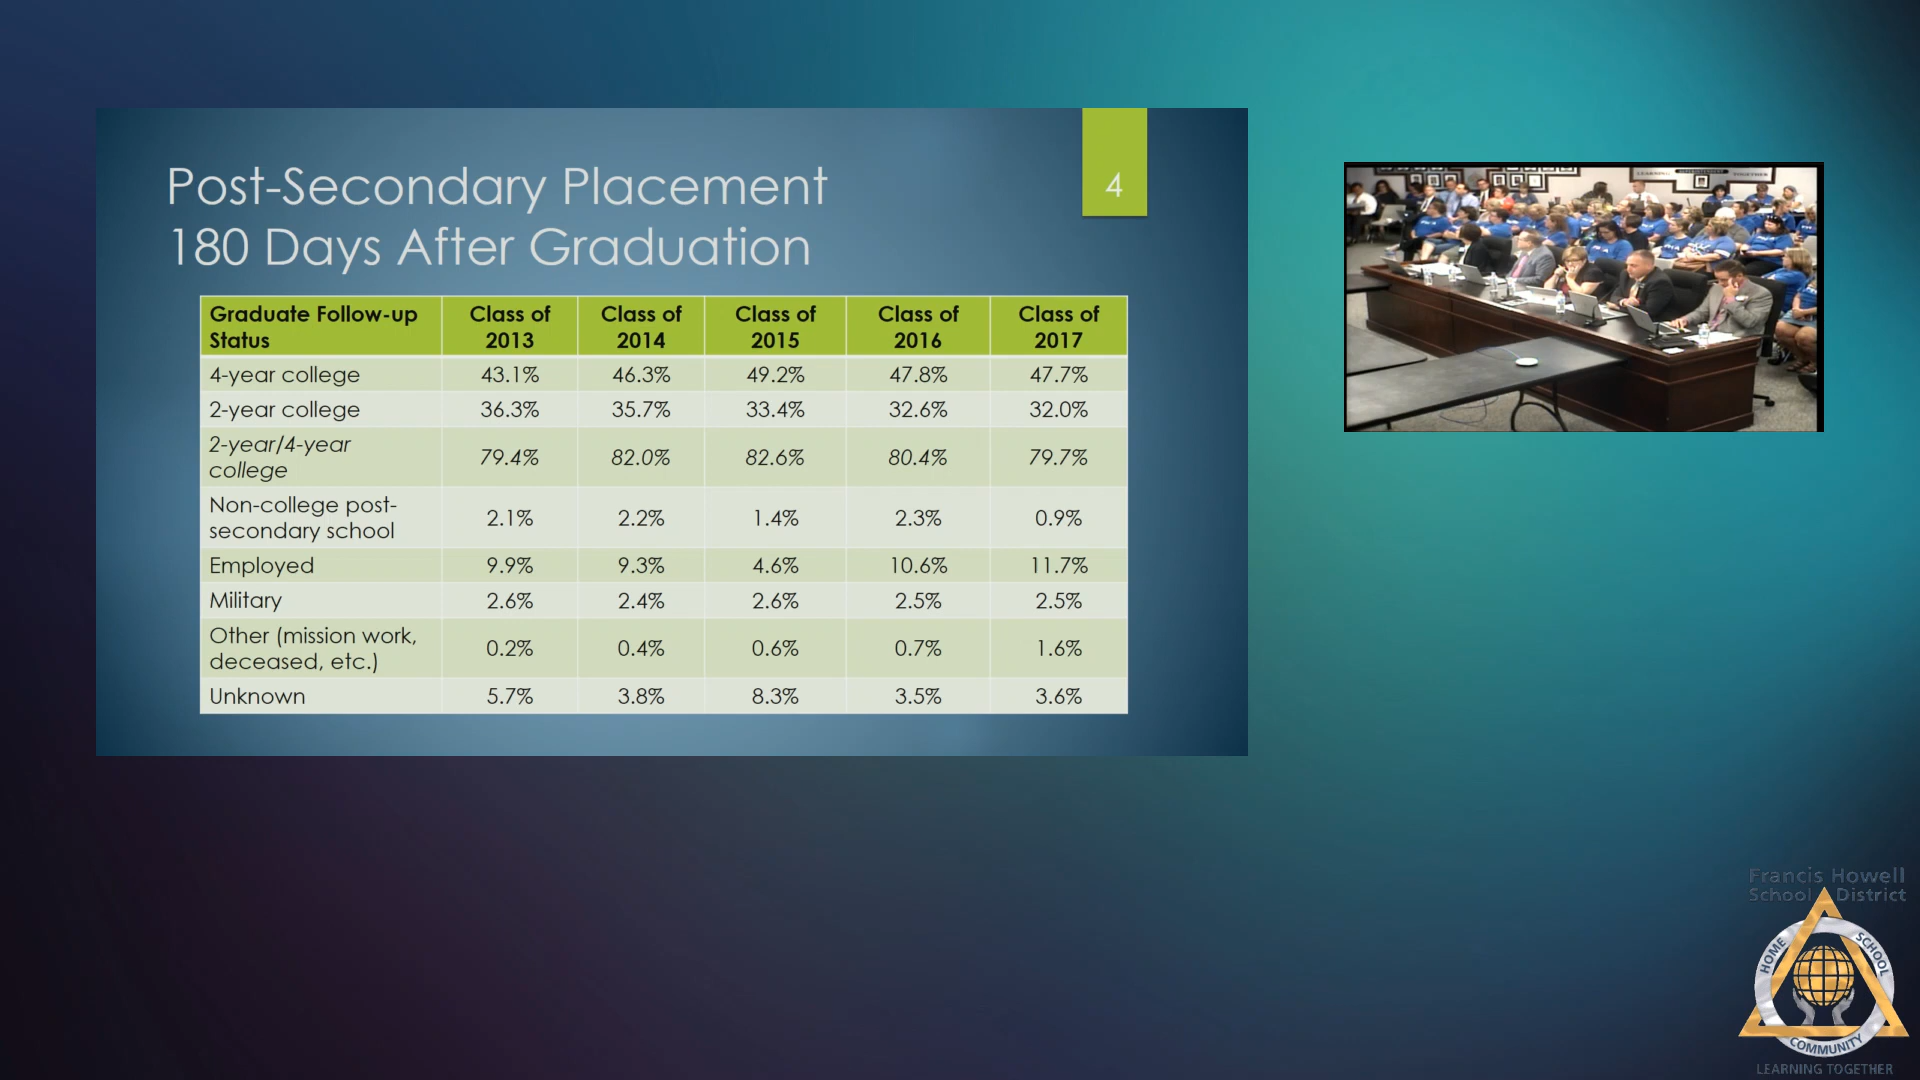 Post-Secondary Placement
180 Days After Graduation
4
Graduate Follow-up Status | Class of 2013 | Class of 2014 | Class of 2015 | Class of 2016 | Class of 2017
4-year college | 43.1% | 46.3% | 49.2% | 47.8% | 47.7%
2-year college | 36.3% | 35.7% | 33.4% | 32.6% | 32.0%
2-year/4-year college | 79.4% | 82.0% | 82.6% | 80.4% | 79.7%
Non-college post-secondary school | 2.1% | 2.2% | 1.4% | 2.3% | 0.9%
Employed | 9.9% | 9.3% | 4.6% | 10.6% | 11.7%
Military | 2.6% | 2.4% | 2.6% | 2.5% | 2.5%
Other (mission work, deceased, etc.) | 0.2% | 0.4% | 0.6% | 0.7% | 1.6%
Unknown | 5.7% | 3.8% | 8.3% | 3.5% | 3.6%
LEARNING TOGETHER
Francis Howell
School District
HOME
SCHOOL
COMMUNITY
LEARNING TOGETHER